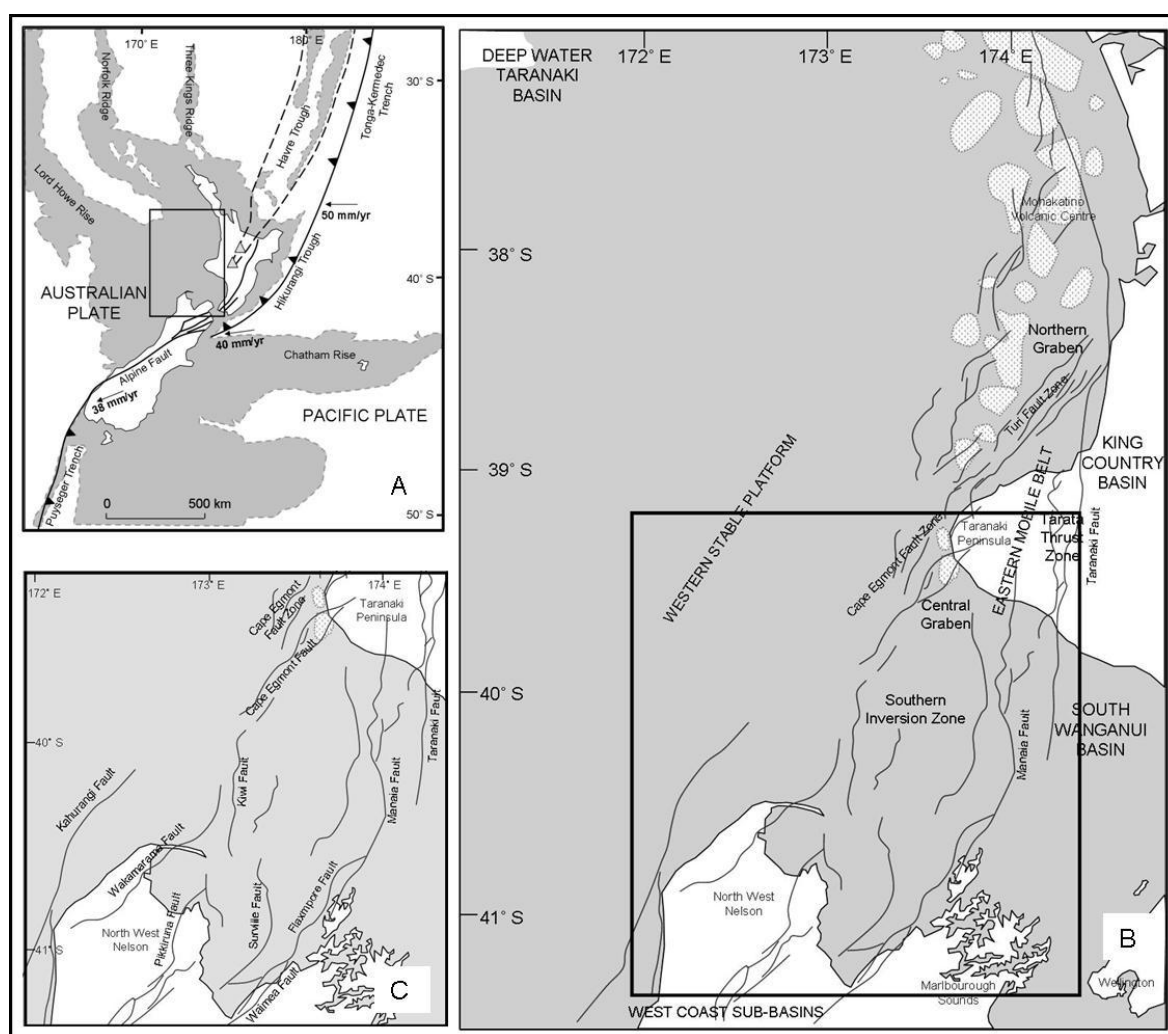 170° E
180° E
30° S
Norfolk Ridge
Three Kings Ridge
Havre Trough
Tonga-Kermedec
Trench
Lord Howe Rise
50 mm/yr
Hikurangi Trough
40° S
AUSTRALIAN
PLATE
40 mm/yr
Chatham Rise
Alpine Fault
38 mm/yr
PACIFIC PLATE
Puyseger Trench
0
500 km
A
50° S
172° E
173° E
174° E
Cape Egmont
Fault Zone
Taranaki
Peninsula
Cape Egmont Fault
Taranaki Fault
40° S
Kiwi Fault
Manaia Fault
Kahurangi Fault
Wakamarama Fault
Pikkiruna Fault
Surville Fault
Flaxmpore Fault
North West
Nelson
41° S
Waimea Fault
C
DEEP WATER
TARANAKI
BASIN
172° E
173° E
174° E
Mohakatino
Volcanic Centre
38° S
Northern
Graben
Turi Fault Zone
39° S
WESTERN STABLE PLATFORM
EASTERN MOBILE BELT
KING
COUNTRY
BASIN
Cape Egmont Fault Zone
Taranaki
Peninsula
Tarata
Thrust
Zone
Taranaki Fault
Central
Graben
40° S
Southern
Inversion Zone
SOUTH
WANGANUI
BASIN
Manaia Fault
North West
Nelson
41° S
B
Marlbourough
Sounds
Wellington
WEST COAST SUB-BASINS